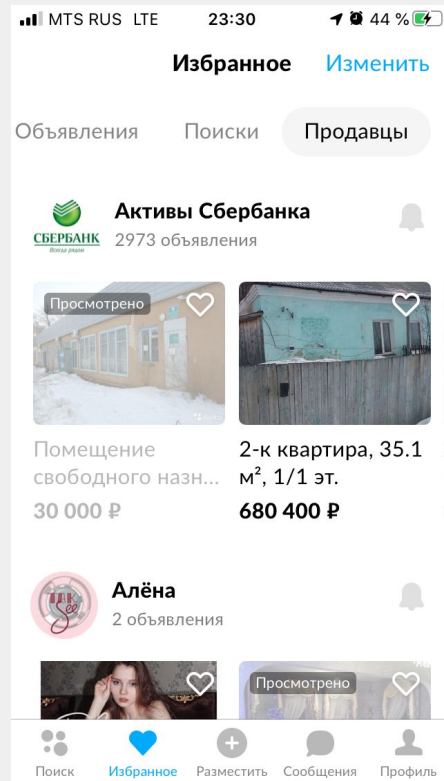 MTS RUS LTE 23:30 44 %
Избранное Изменить
Объявления Поиски Продавцы
Активы Сбербанка
СБЕРБАНК
Всегда рядом
2973 объявления
Просмотрено
Помещение
свободного назн...
30 000 ₽
2-к квартира, 35.1
м², 1/1 эт.
680 400 ₽
Алёна
2 объявления
Просмотрено
Поиск Избранное Разместить Сообщения Профиль